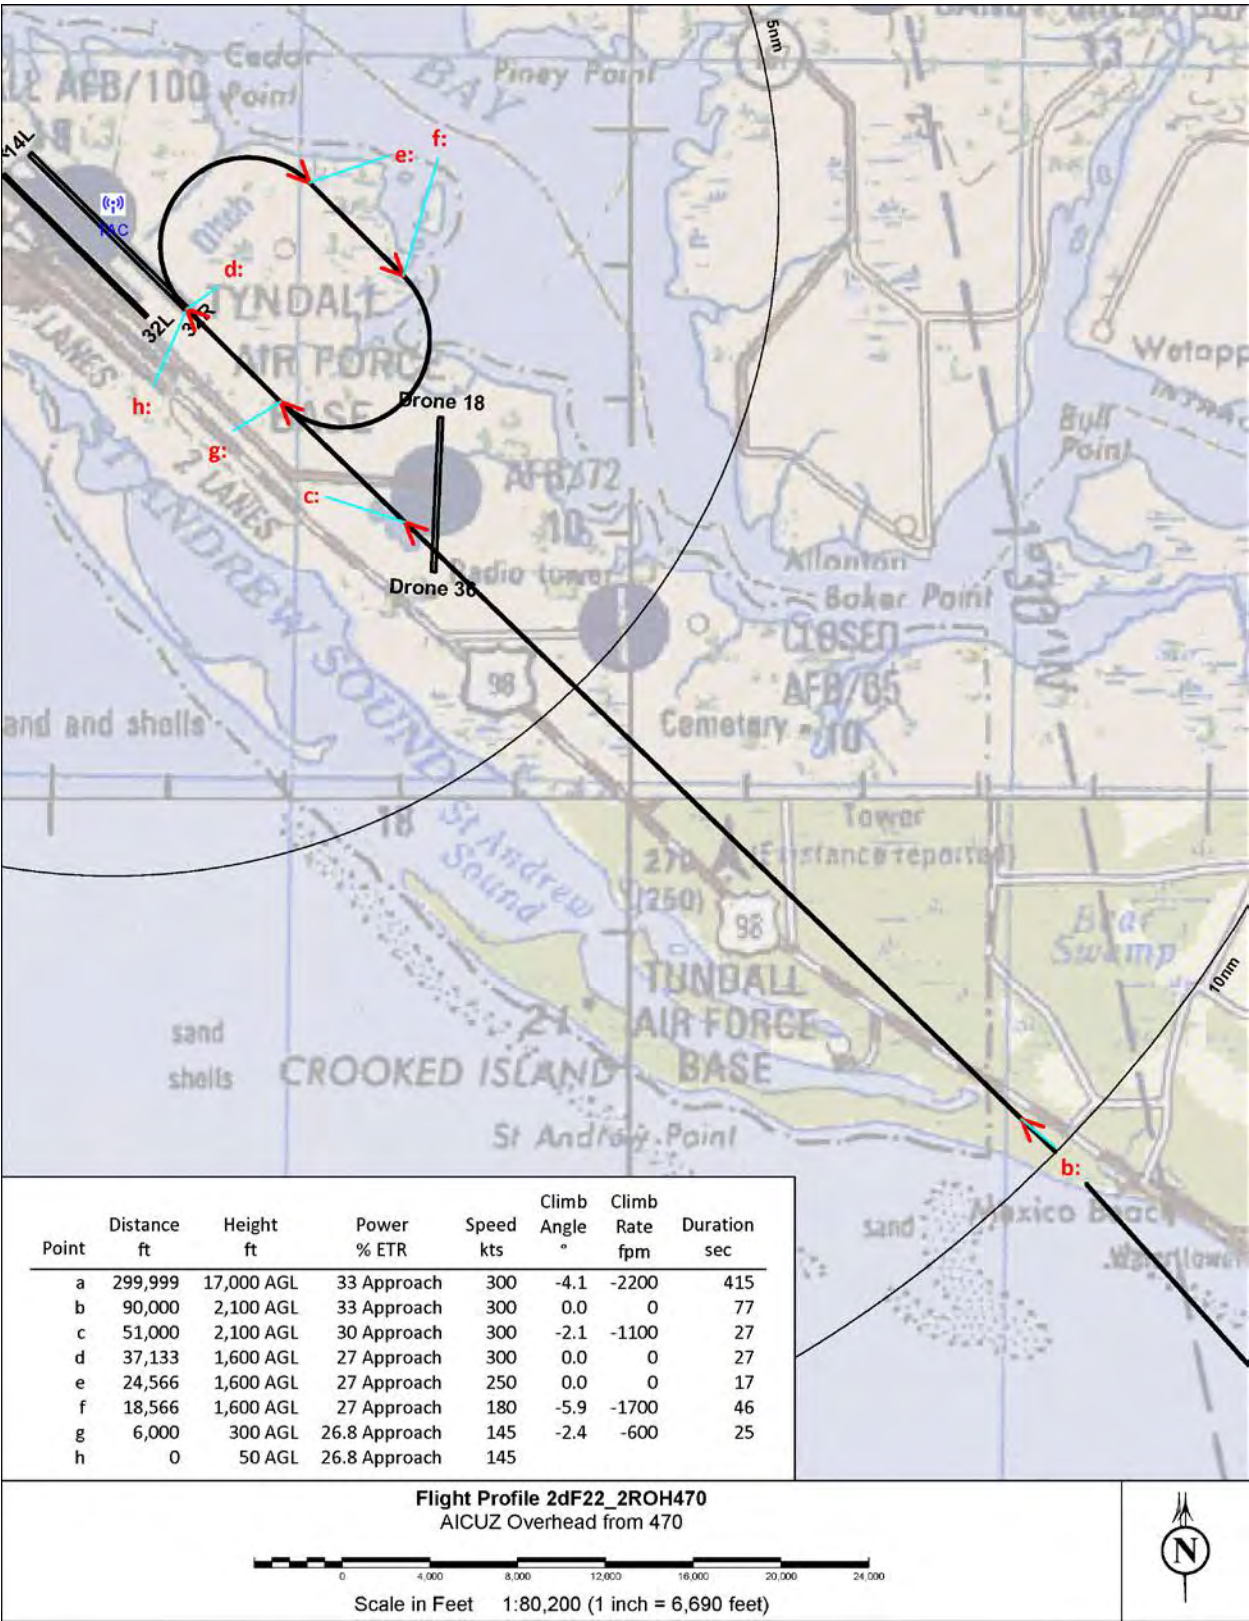 5nm
Cedar
Point
Piney Point
BAY
LL AFB/100
14L
e:
f:
TAC
d:
TYNDALL
AIR FORCE
BASE
32L
32R
LANES
h:
g:
2 LANES
c:
Drone 18
AFB/72
10
Drone 36
Radio tower
Wetapp
INTRAC
Bull
Point
Allanton
Baker Point
CLOSED
AFB/65
10
1°30'W
ANDREW SOUND
98
Cemetery
and and shells
18
St Andrew
Sound
Tower
(Existance reported)
270
(250)
98
Bear
Swamp
10nm
TUNDALL
AIR FORCE
BASE
21
sand
shells
CROOKED ISLAND
St Andrew Point
b:
Mexico Beach
sand
Point Distance ft Height ft Power % ETR Speed kts Climb Angle ° Climb Rate fpm Duration sec
a 299,999 17,000 AGL 33 Approach 300 -4.1 -2200 415
b 90,000 2,100 AGL 33 Approach 300 0.0 0 77
c 51,000 2,100 AGL 30 Approach 300 -2.1 -1100 27
d 37,133 1,600 AGL 27 Approach 300 0.0 0 27
e 24,566 1,600 AGL 27 Approach 250 0.0 0 17
f 18,566 1,600 AGL 27 Approach 180 -5.9 -1700 46
g 6,000 300 AGL 26.8 Approach 145 -2.4 -600 25
h 0 50 AGL 26.8 Approach 145
Flight Profile 2dF22_2ROH470
AICUZ Overhead from 470
0 4,000 8,000 12,000 16,000 20,000 24,000
Scale in Feet 1:80,200 (1 inch = 6,690 feet)
N